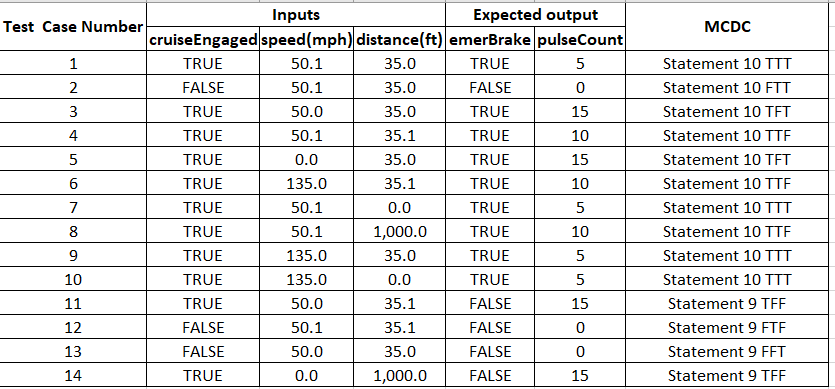 Test Case Number Inputs Expected output MCDC
cruiseEngaged speed(mph) distance(ft) emerBrake pulseCount
1 TRUE 50.1 35.0 TRUE 5 Statement 10 TTT
2 FALSE 50.1 35.0 FALSE 0 Statement 10 FTT
3 TRUE 50.0 35.0 TRUE 15 Statement 10 TFT
4 TRUE 50.1 35.1 TRUE 10 Statement 10 TTF
5 TRUE 0.0 35.0 TRUE 15 Statement 10 TFT
6 TRUE 135.0 35.1 TRUE 10 Statement 10 TTF
7 TRUE 50.1 0.0 TRUE 5 Statement 10 TTT
8 TRUE 50.1 1,000.0 TRUE 10 Statement 10 TTF
9 TRUE 135.0 35.0 TRUE 5 Statement 10 TTT
10 TRUE 135.0 0.0 TRUE 5 Statement 10 TTT
11 TRUE 50.0 35.1 FALSE 15 Statement 9 TFF
12 FALSE 50.1 35.1 FALSE 0 Statement 9 FTF
13 FALSE 50.0 35.0 FALSE 0 Statement 9 FFT
14 TRUE 0.0 1,000.0 FALSE 15 Statement 9 TFF